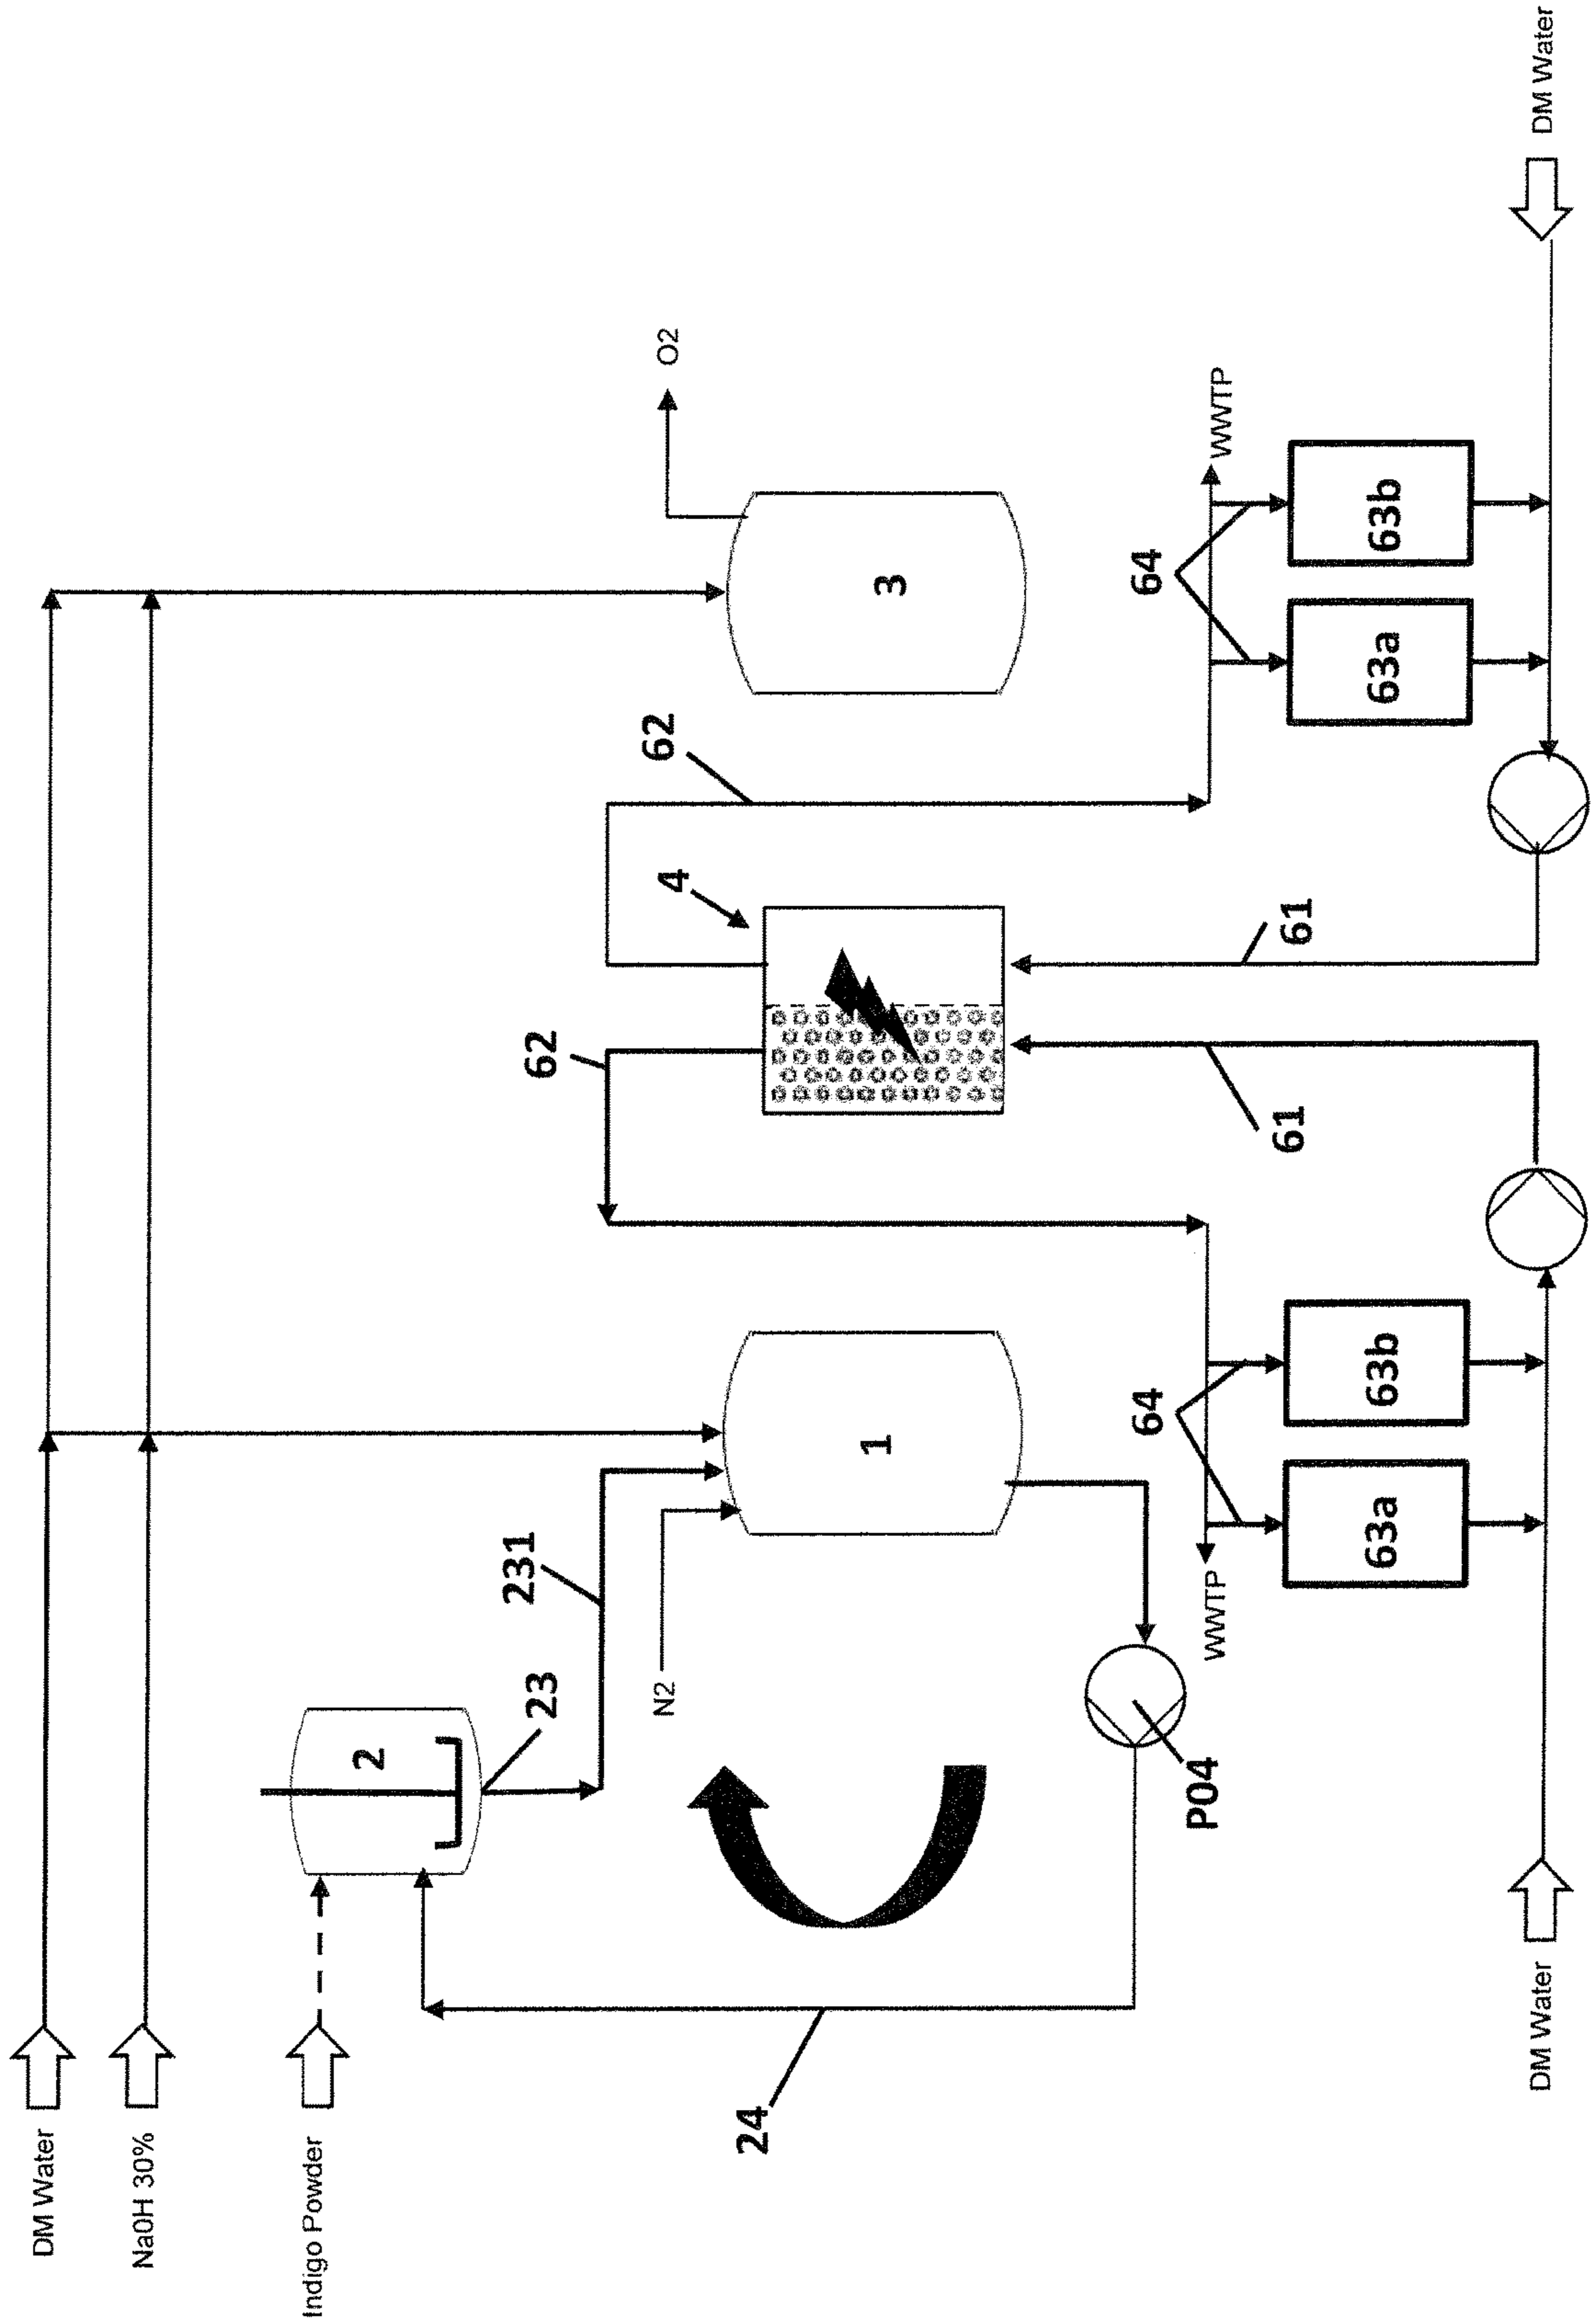 DM Water
Na0H 30%
Indigo Powder
2
23
231
N2
O2
24
1
3
4
62
62
P04
WWTP
WWTP
64
64
61
61
63a
63b
63a
63b
DM Water
DM Water